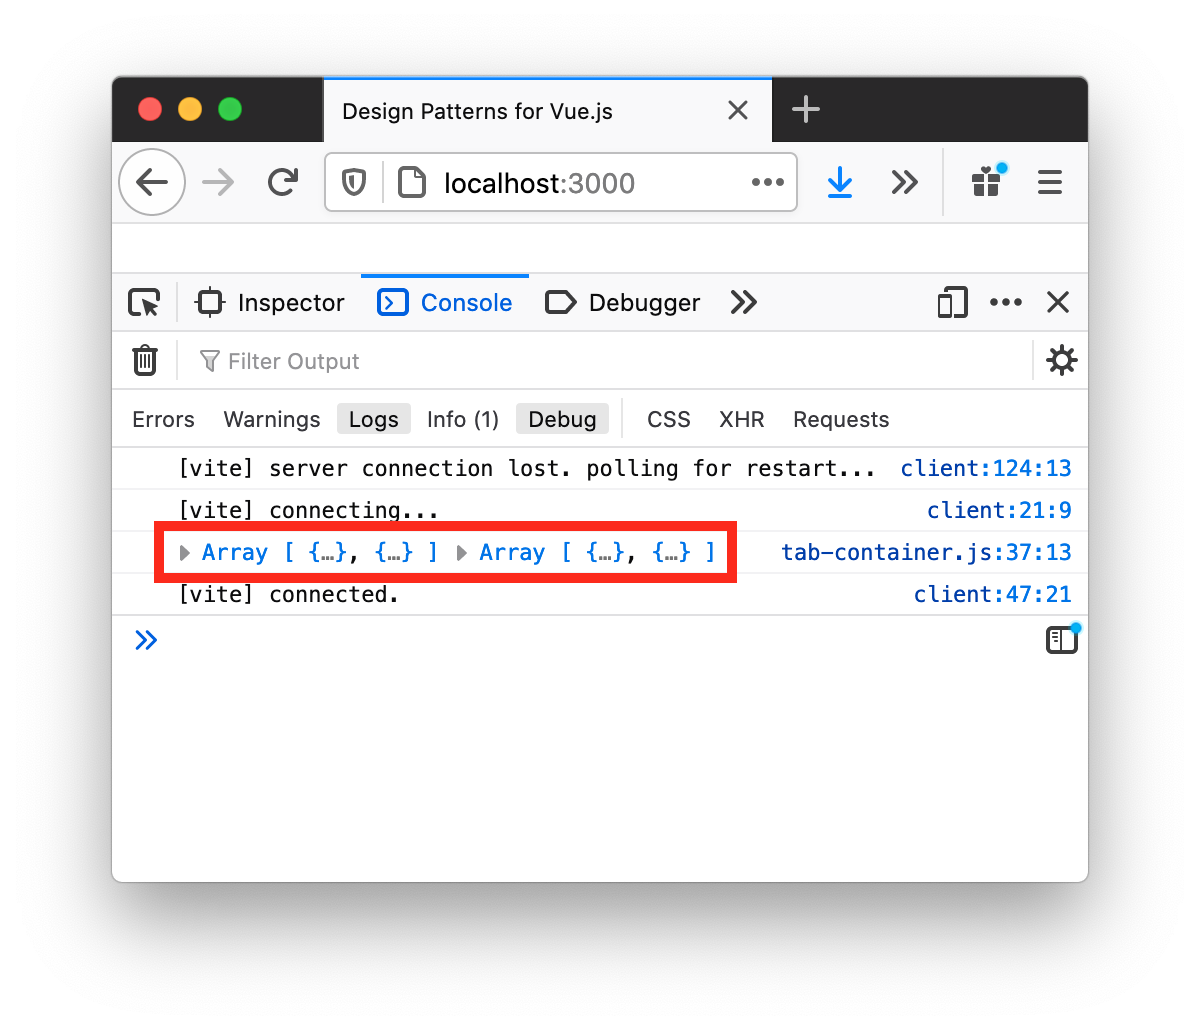 Design Patterns for Vue.js
localhost:3000
Inspector Console Debugger
Filter Output
Errors Warnings Logs Info (1) Debug CSS XHR Requests
[vite] server connection lost. polling for restart... client:124:13
[vite] connecting... client:21:9
Array [ {…}, {…} ] Array [ {…}, {…} ] tab-container.js:37:13
[vite] connected. client:47:21